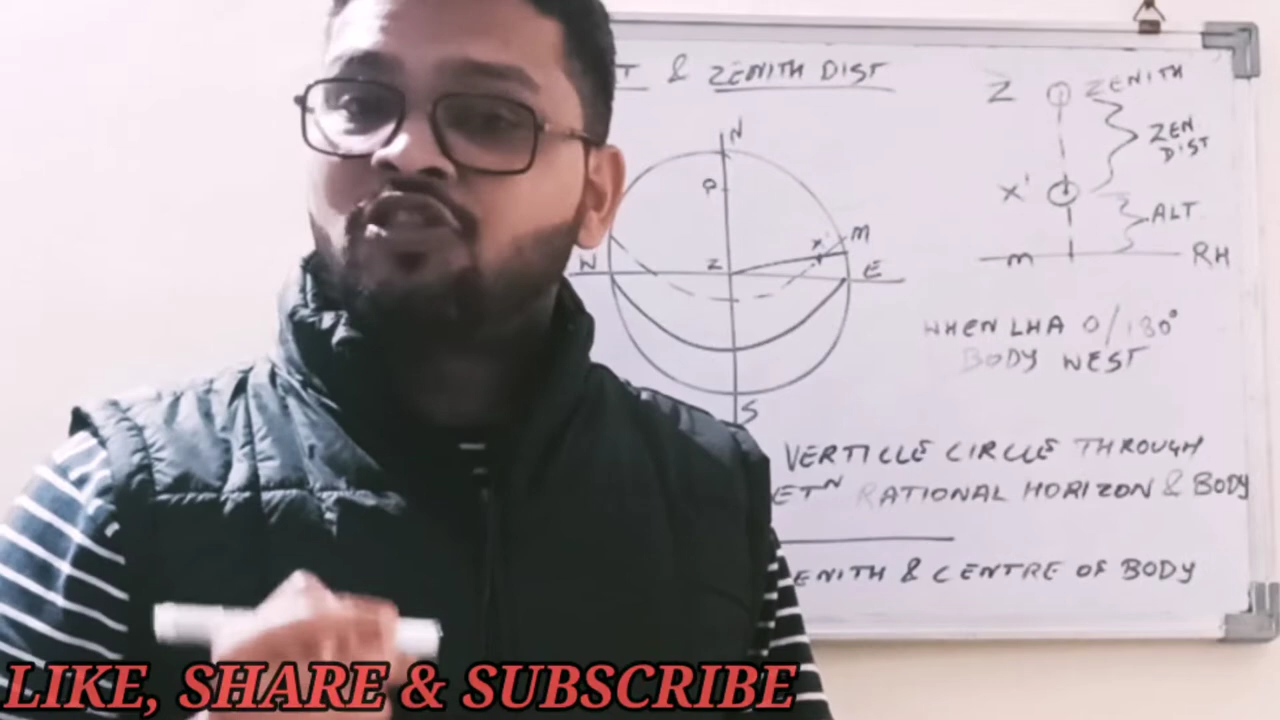 T & ZENITH DIST
N
P
W
Z
X'
M
E
S
Z ZENITH
ZEN
DIST
X'
ALT
m RH
WHEN LHA 0/180°
BODY WEST
VERTICLE CIRCLE THROUGH
ETN RATIONAL HORIZON & BODY
ENITH & CENTRE OF BODY
LIKE, SHARE & SUBSCRIBE